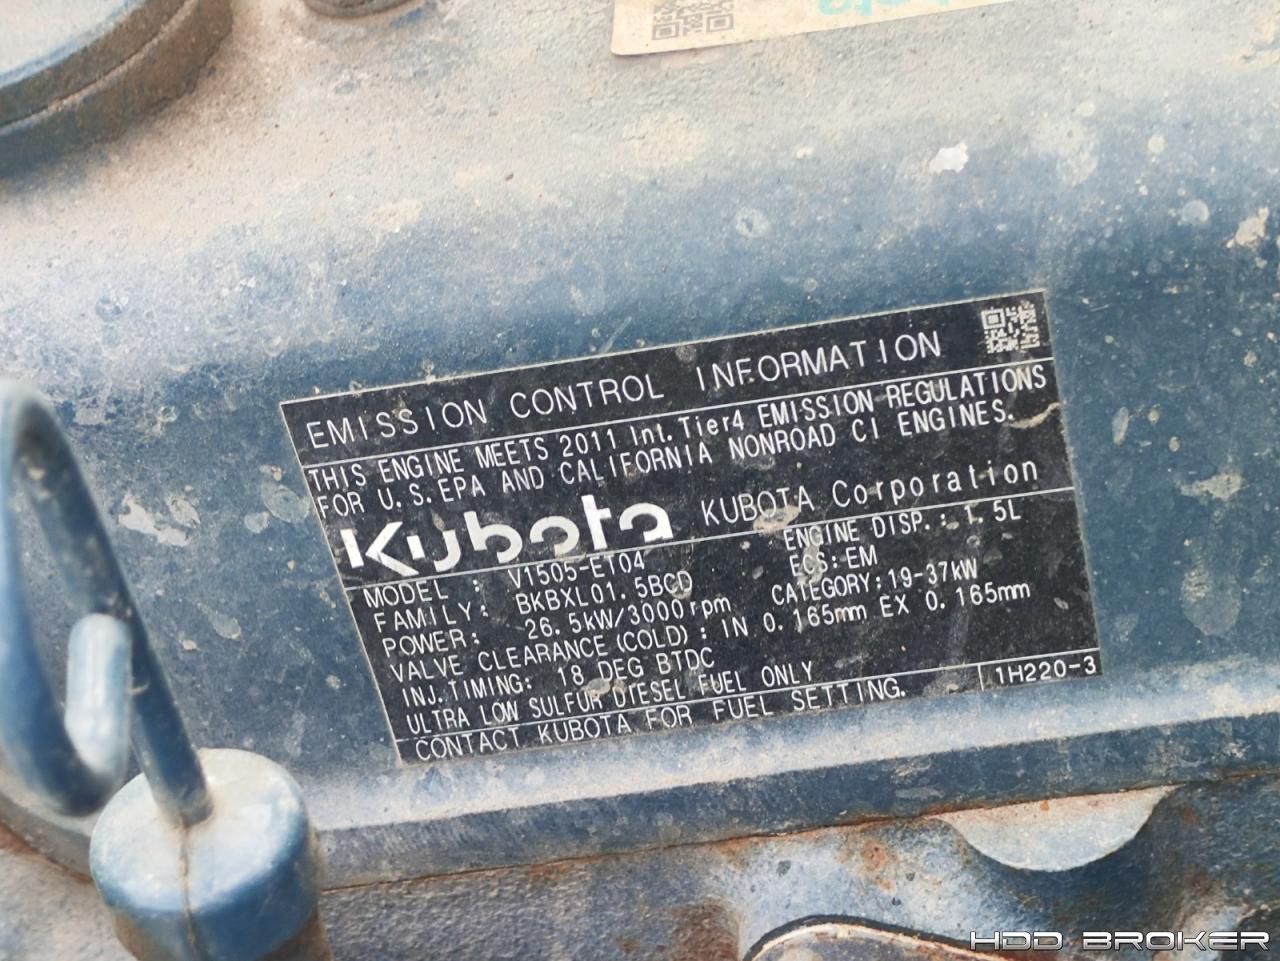 EMISSION CONTROL INFORMATION
THIS ENGINE MEETS 2011 Int. Tier4 EMISSION REGULATIONS
FOR U.S. EPA AND CALIFORNIA NONROAD CI ENGINES.
Kubota KUBOTA Corporation
MODEL : V1505-ET04 ENGINE DISP.: 1.5L
FAMILY: BKBXL01.5BCD ECS:EM
POWER: 26.5kW/3000rpm CATEGORY:19-37kW
VALVE CLEARANCE (COLD) : IN 0.165mm EX 0.165mm
INJ.TIMING: 18 DEG BTDC
ULTRA LOW SULFUR DIESEL FUEL ONLY
CONTACT KUBOTA FOR FUEL SETTING. 1H220-3
HDD BROKER